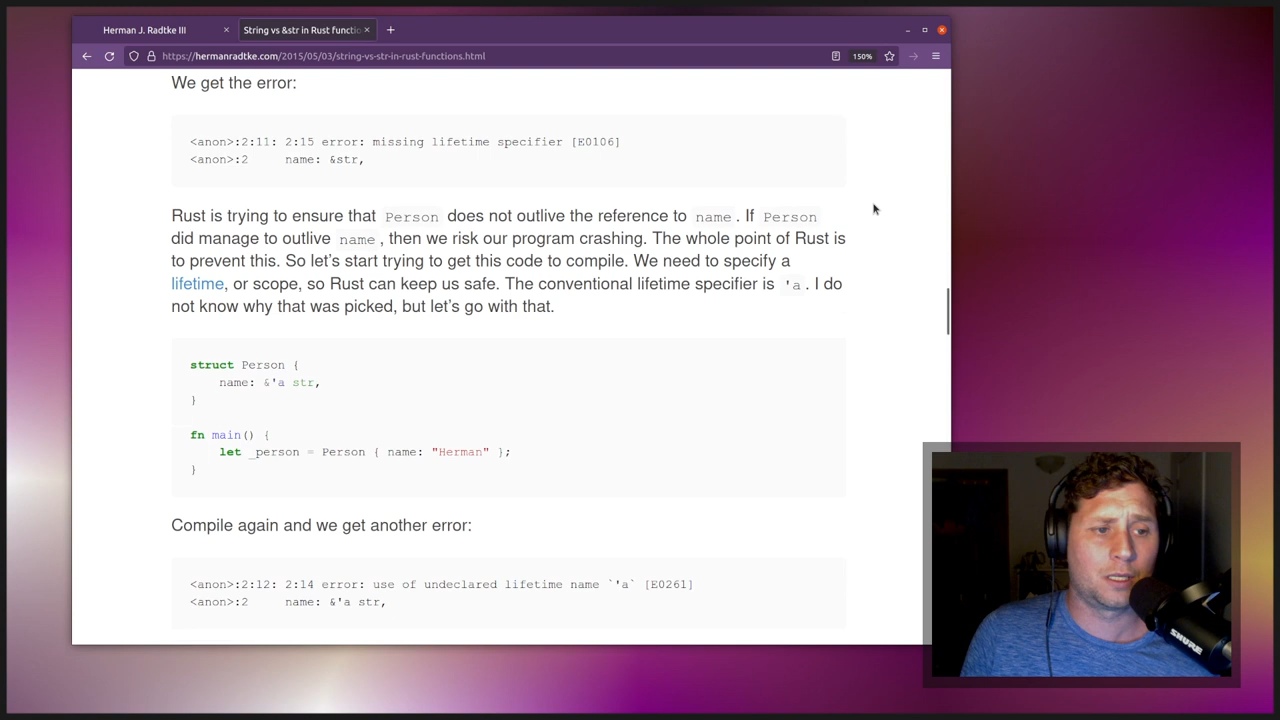 Herman J. Radtke III
String vs &str in Rust functio
https://hermanradtke.com/2015/05/03/string-vs-str-in-rust-functions.html
150%
We get the error:
<anon>:2:11: 2:15 error: missing lifetime specifier [E0106]
<anon>:2     name: &str,
Rust is trying to ensure that Person does not outlive the reference to name. If Person
did manage to outlive name, then we risk our program crashing. The whole point of Rust is
to prevent this. So let's start trying to get this code to compile. We need to specify a
lifetime, or scope, so Rust can keep us safe. The conventional lifetime specifier is 'a. I do
not know why that was picked, but let's go with that.
struct Person {
    name: &'a str,
}
fn main() {
    let _person = Person { name: "Herman" };
}
Compile again and we get another error:
<anon>:2:12: 2:14 error: use of undeclared lifetime name `'a` [E0261]
<anon>:2     name: &'a str,
SHURE